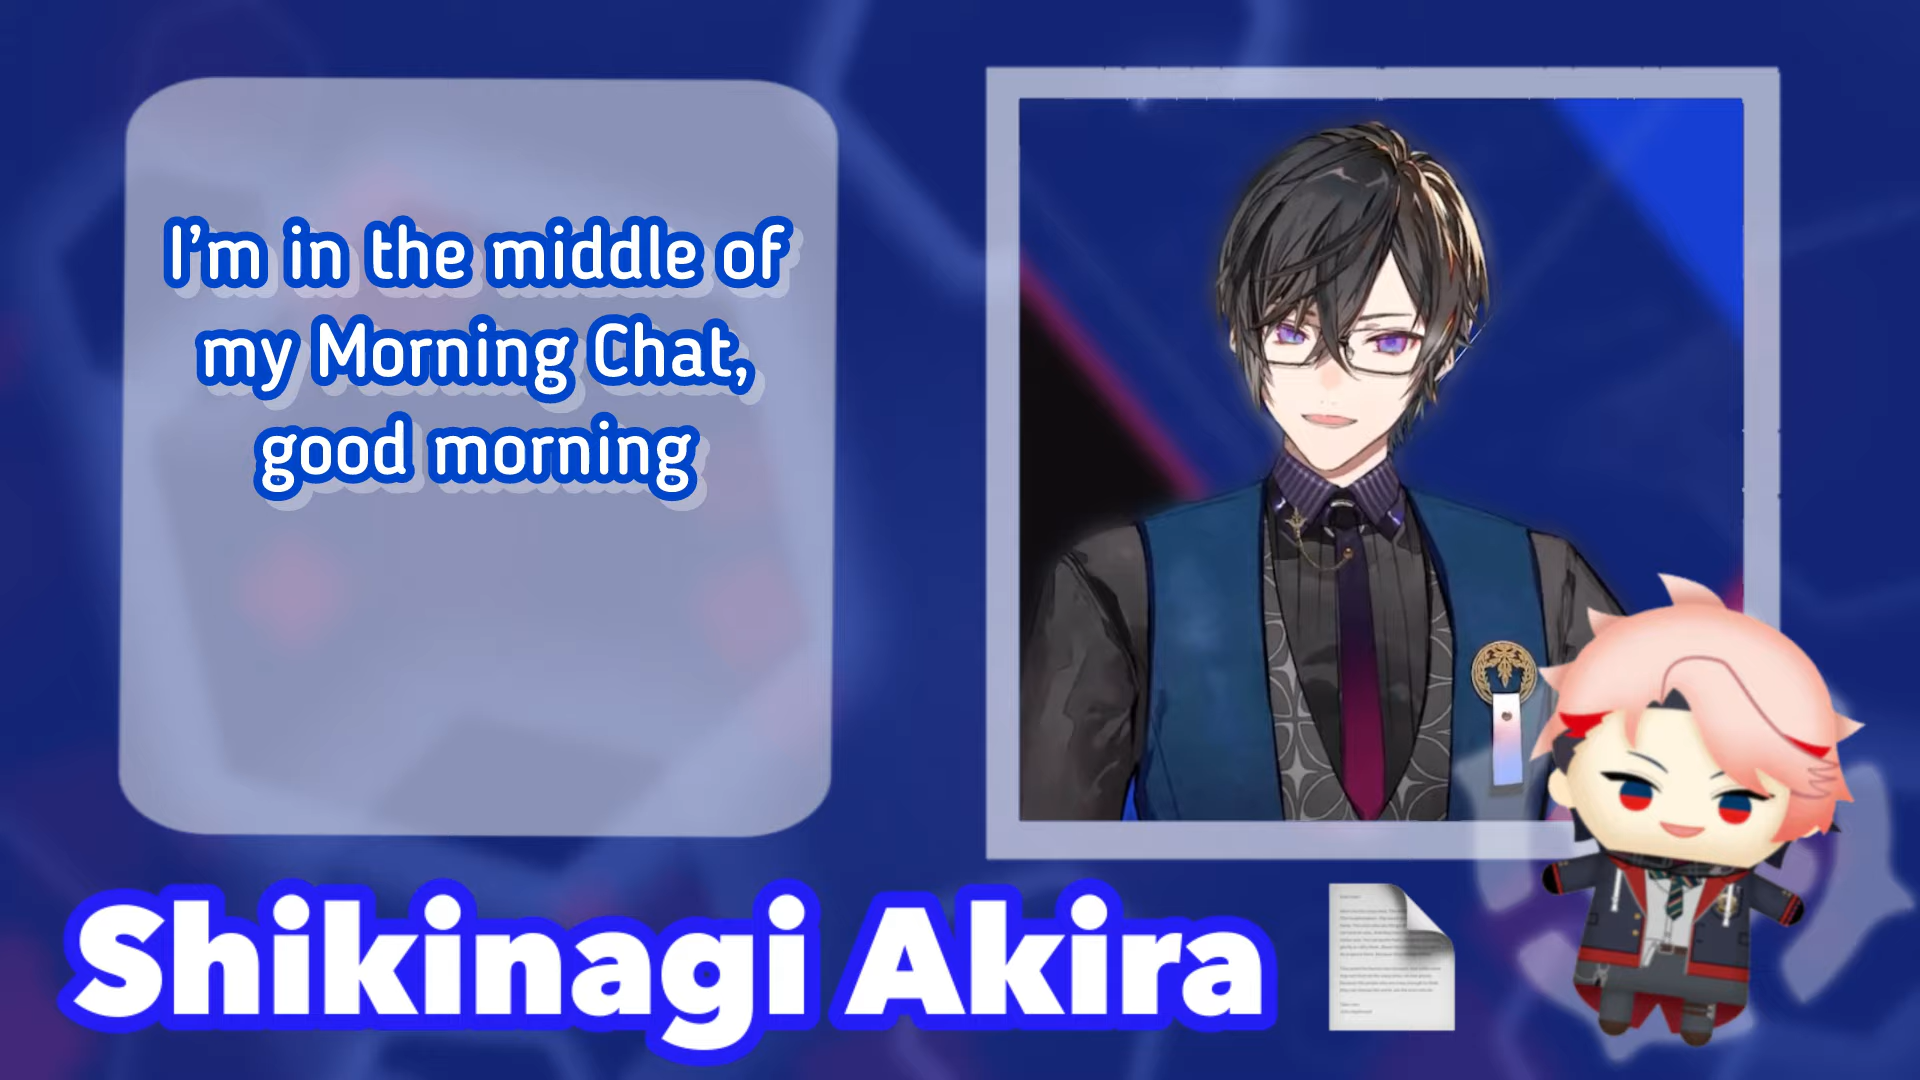 I'm in the middle of
my Morning Chat,
good morning
Shikinagi Akira